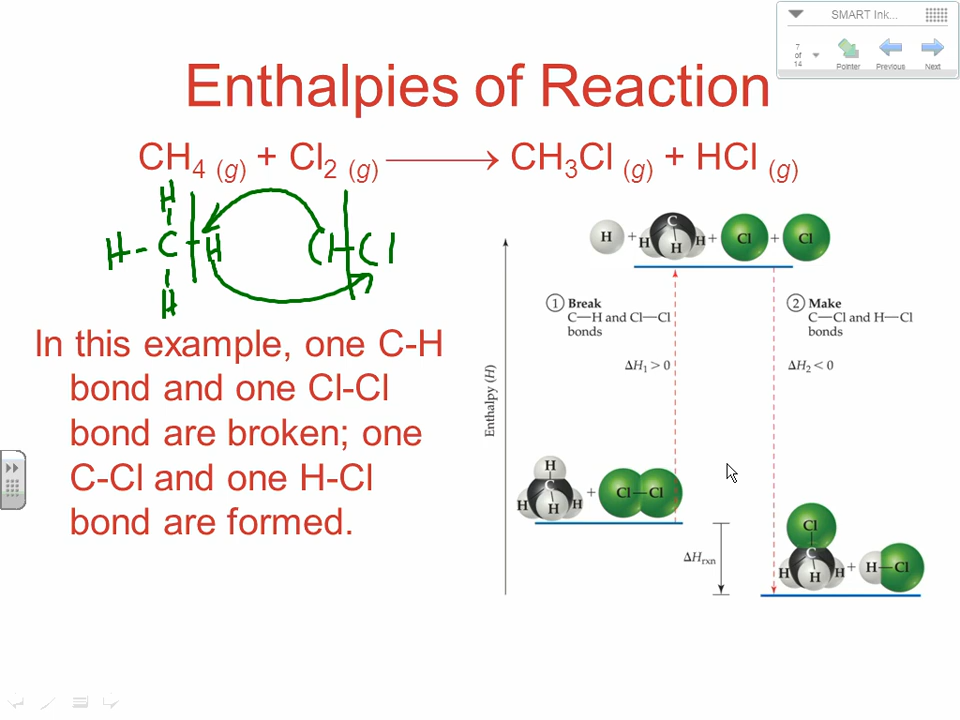 SMART Ink...
7 of 14
Pointer Previous Next
Enthalpies of Reaction
CH4 (g) + Cl2 (g) ⟶ CH3Cl (g) + HCl (g)
H
H - C - H Cl-Cl
H
In this example, one C-H
bond and one Cl-Cl
bond are broken; one
C-Cl and one H-Cl
bond are formed.
H + H C H H + Cl + Cl
1 Break
C—H and Cl—Cl
bonds
ΔH1 > 0
2 Make
C—Cl and H—Cl
bonds
ΔH2 < 0
Enthalpy (H)
H
C
H H H + Cl—Cl
ΔHrxn
Cl
C
H H H + H—Cl